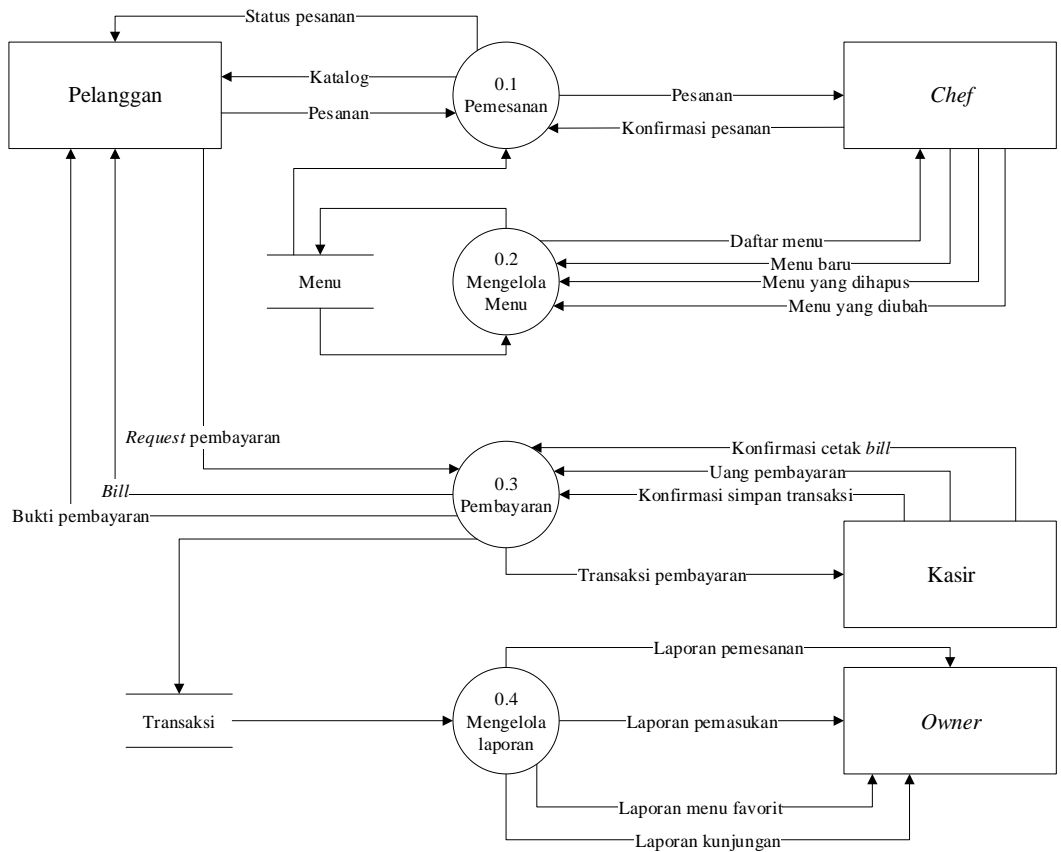 Status pesanan
Pelanggan
Katalog
Pesanan
0.1
Pemesanan
Pesanan
Konfirmasi pesanan
Chef
Menu
0.2
Mengelola
Menu
Daftar menu
Menu baru
Menu yang dihapus
Menu yang diubah
Request pembayaran
Bill
Bukti pembayaran
0.3
Pembayaran
Konfirmasi cetak bill
Uang pembayaran
Konfirmasi simpan transaksi
Transaksi pembayaran
Kasir
Transaksi
0.4
Mengelola
laporan
Laporan pemesanan
Laporan pemasukan
Laporan menu favorit
Laporan kunjungan
Owner